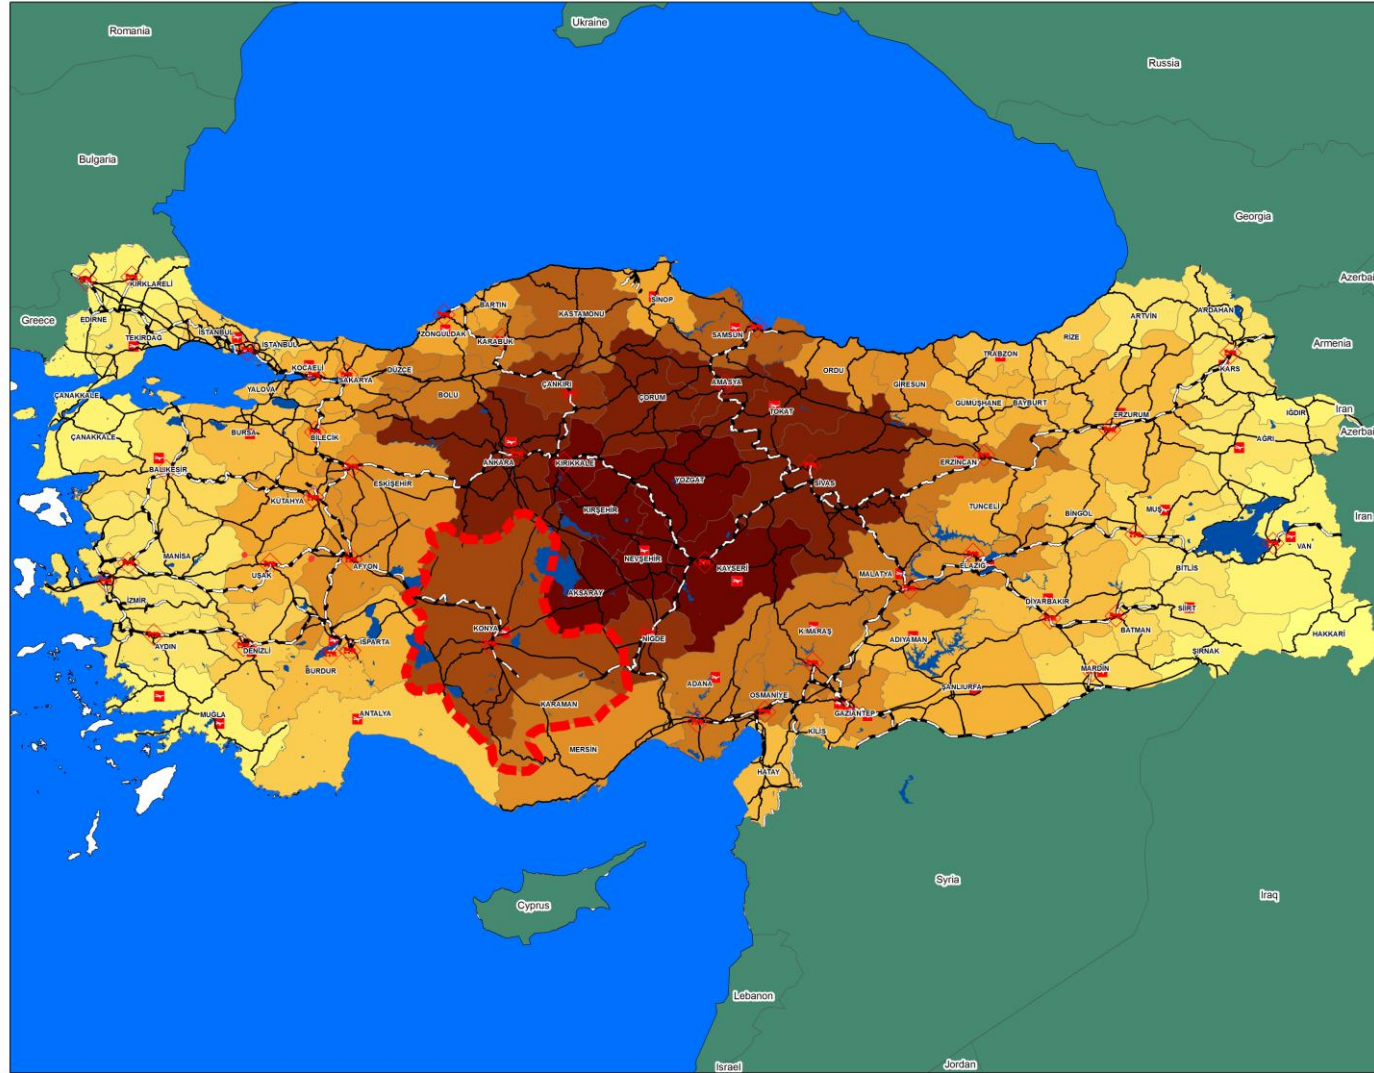 Romania
Ukraine
Russia
Bulgaria
Georgia
Azerbai
Greece
Armenia
Iran
Azerbai
Iran
KIRKLARELİ
EDİRNE
TEKİRDAĞ
İSTANBUL
İSTANBUL
KOCAELİ
YALOVA
SAKARYA
DÜZCE
ZONGULDAK
BARTIN
KARABÜK
KASTAMONU
SİNOP
SAMSUN
ORDU
GİRESUN
TRABZON
RİZE
ARTVİN
ARDAHAN
KARS
ÇANAKKALE
ÇANAKKALE
BURSA
BİLECİK
BOLU
ÇANKIRI
ÇORUM
AMASYA
TOKAT
GÜMÜŞHANE
BAYBURT
ERZURUM
IĞDIR
AĞRI
BALIKESİR
KÜTAHYA
ESKİŞEHİR
ANKARA
KIRIKKALE
YOZGAT
SİVAS
ERZİNCAN
TUNCELİ
BİNGÖL
MUŞ
VAN
MANİSA
UŞAK
AFYON
KIRŞEHİR
NEVŞEHİR
KAYSERİ
AKSARAY
MALATYA
ELAZIĞ
BİTLİS
DİYARBAKIR
BATMAN
SİİRT
HAKKARİ
ŞIRNAK
İZMİR
AYDIN
DENİZLİ
ISPARTA
BURDUR
KONYA
NİĞDE
K.MARAŞ
ADIYAMAN
MARDİN
MUĞLA
ANTALYA
KARAMAN
MERSİN
ADANA
OSMANİYE
GAZİANTEP
ŞANLIURFA
KİLİS
HATAY
Cyprus
Syria
Iraq
Lebanon
Israel
Jordan